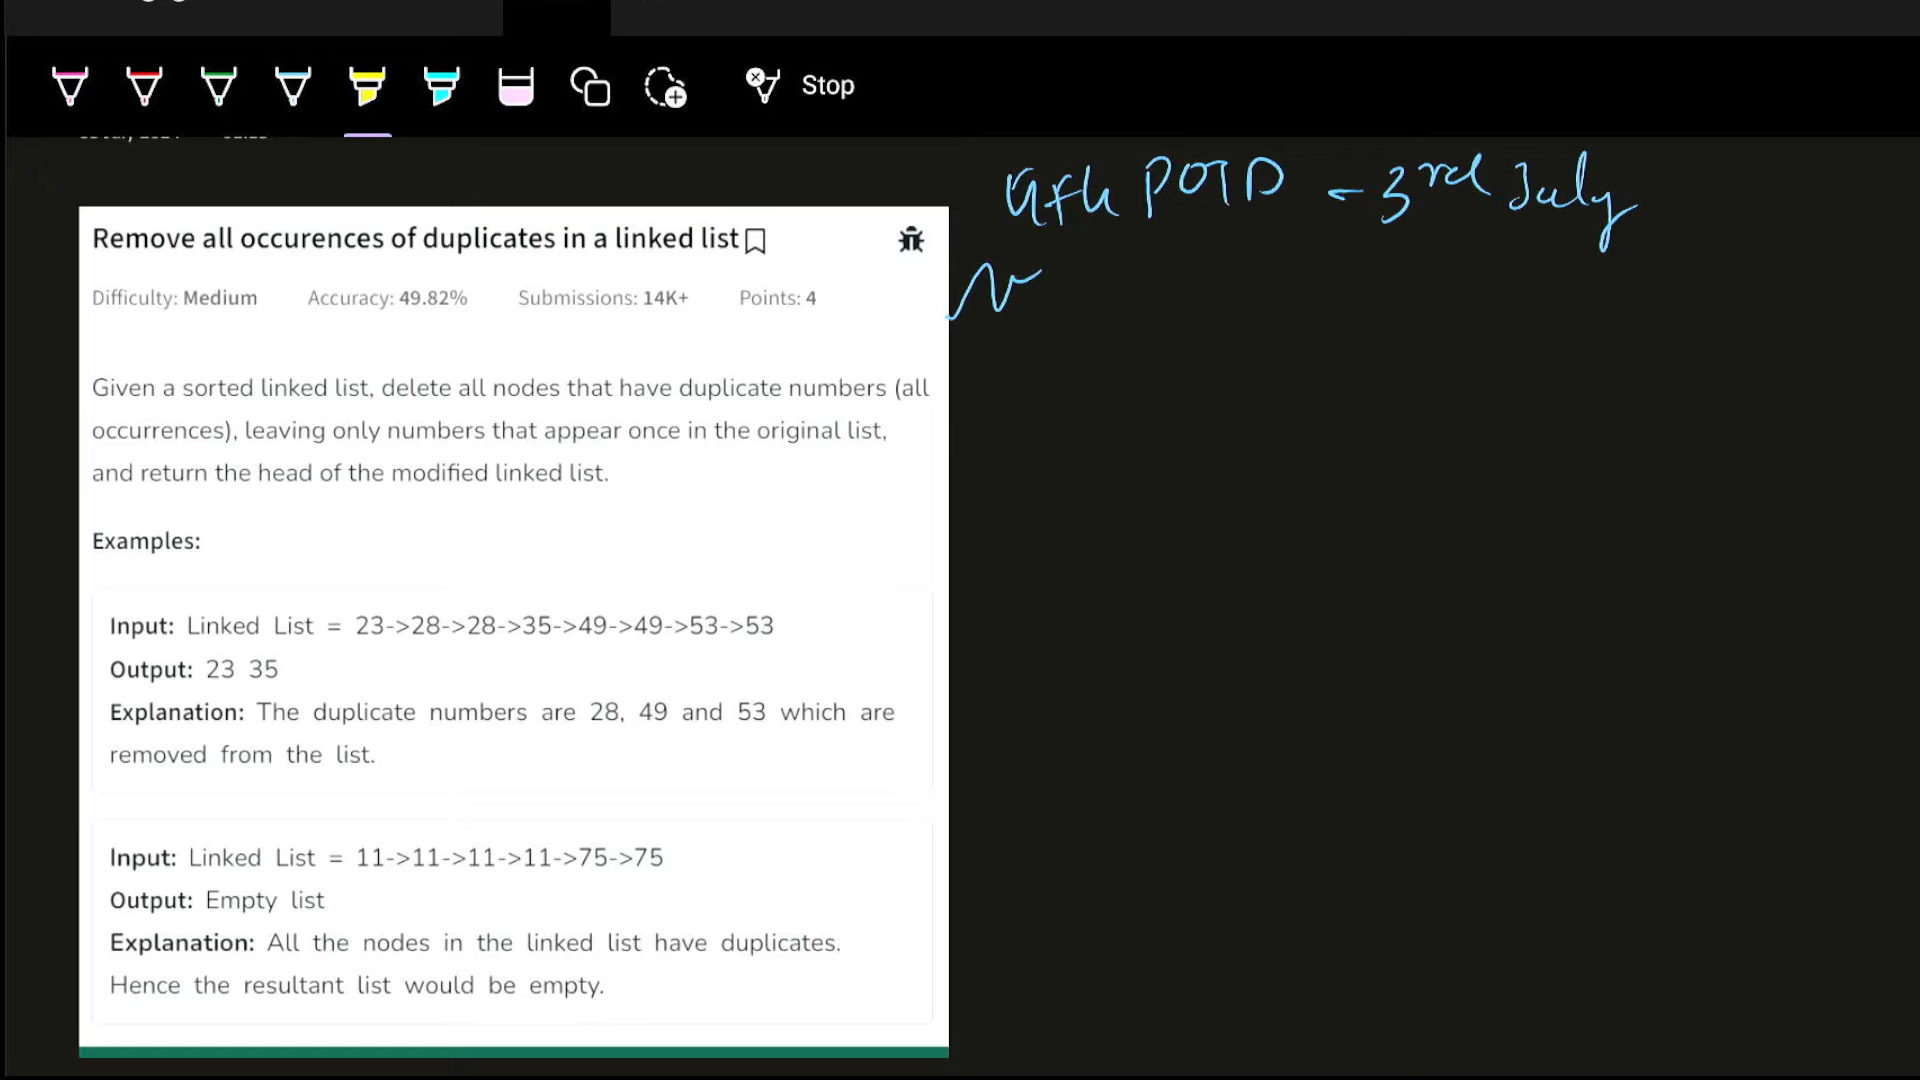 Stop
Gfh POTD - 3rd July
Remove all occurences of duplicates in a linked list
Difficulty: Medium Accuracy: 49.82% Submissions: 14K+ Points: 4
Given a sorted linked list, delete all nodes that have duplicate numbers (all
occurrences), leaving only numbers that appear once in the original list,
and return the head of the modified linked list.
Examples:
Input: Linked List = 23->28->28->35->49->49->53->53
Output: 23 35
Explanation: The duplicate numbers are 28, 49 and 53 which are
removed from the list.
Input: Linked List = 11->11->11->11->75->75
Output: Empty list
Explanation: All the nodes in the linked list have duplicates.
Hence the resultant list would be empty.